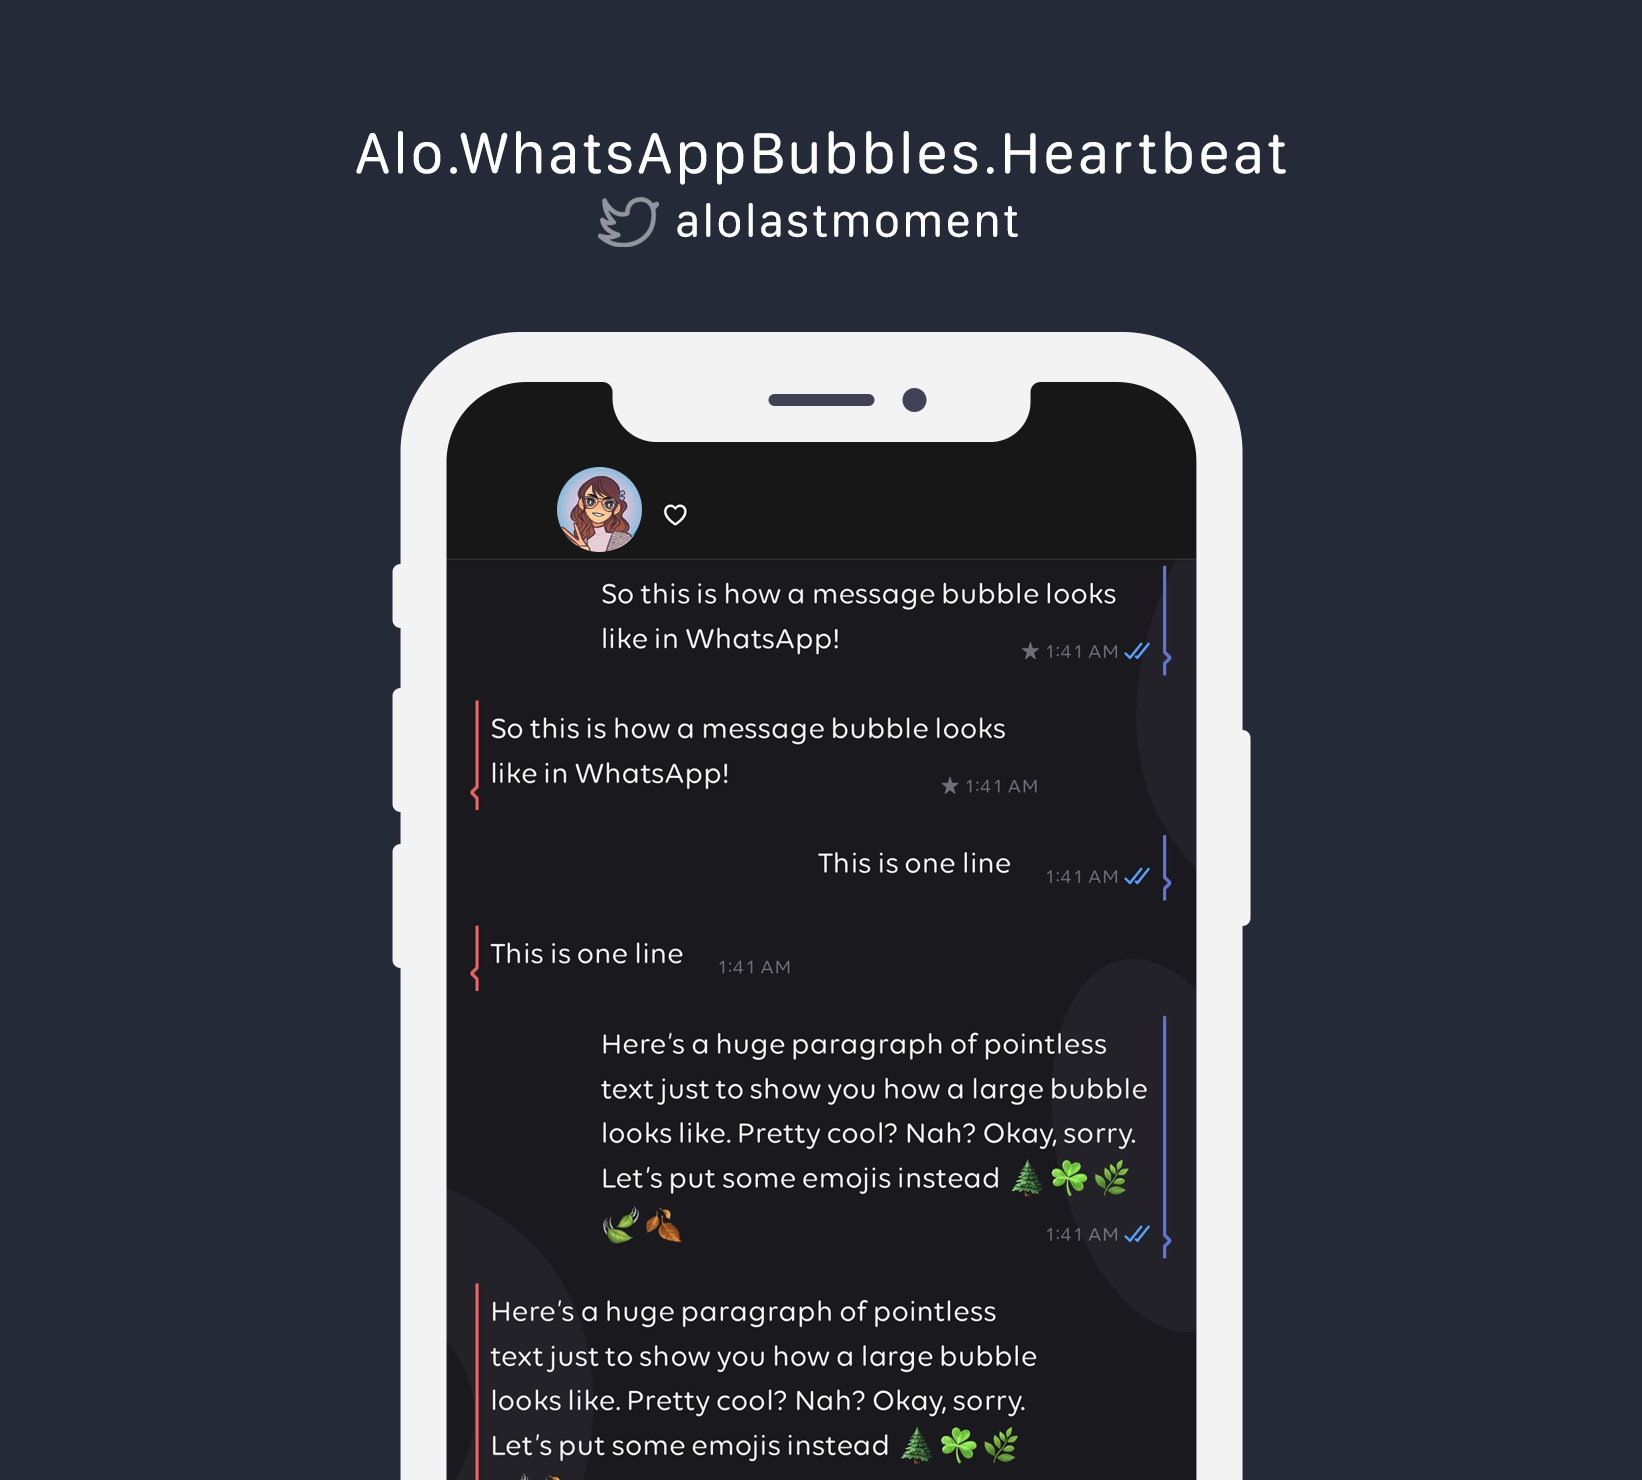 Alo.WhatsAppBubbles.Heartbeat
alolastmoment
So this is how a message bubble looks
like in WhatsApp!
★ 1:41 AM
So this is how a message bubble looks
like in WhatsApp!
★ 1:41 AM
This is one line
1:41 AM
This is one line
1:41 AM
Here's a huge paragraph of pointless
text just to show you how a large bubble
looks like. Pretty cool? Nah? Okay, sorry.
Let's put some emojis instead 🌲☘️🌿
🍃🍂
1:41 AM
Here's a huge paragraph of pointless
text just to show you how a large bubble
looks like. Pretty cool? Nah? Okay, sorry.
Let's put some emojis instead 🌲☘️🌿